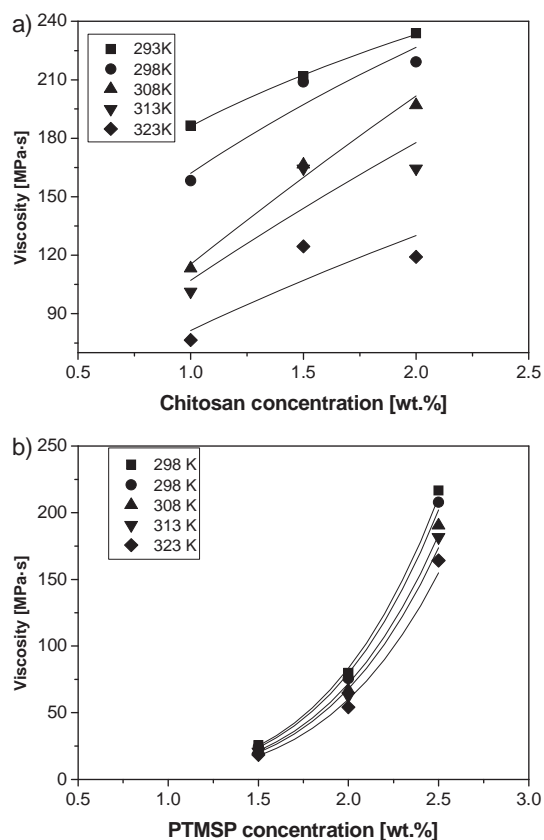 a)
240
210
180
150
120
90
Viscosity [MPa·s]
293K
298K
308K
313K
323K
0.5 1.0 1.5 2.0 2.5
Chitosan concentration [wt.%]
b)
250
200
150
100
50
0
Viscosity [MPa·s]
298 K
298 K
308 K
313 K
323 K
0.5 1.0 1.5 2.0 2.5 3.0
PTMSP concentration [wt.%]